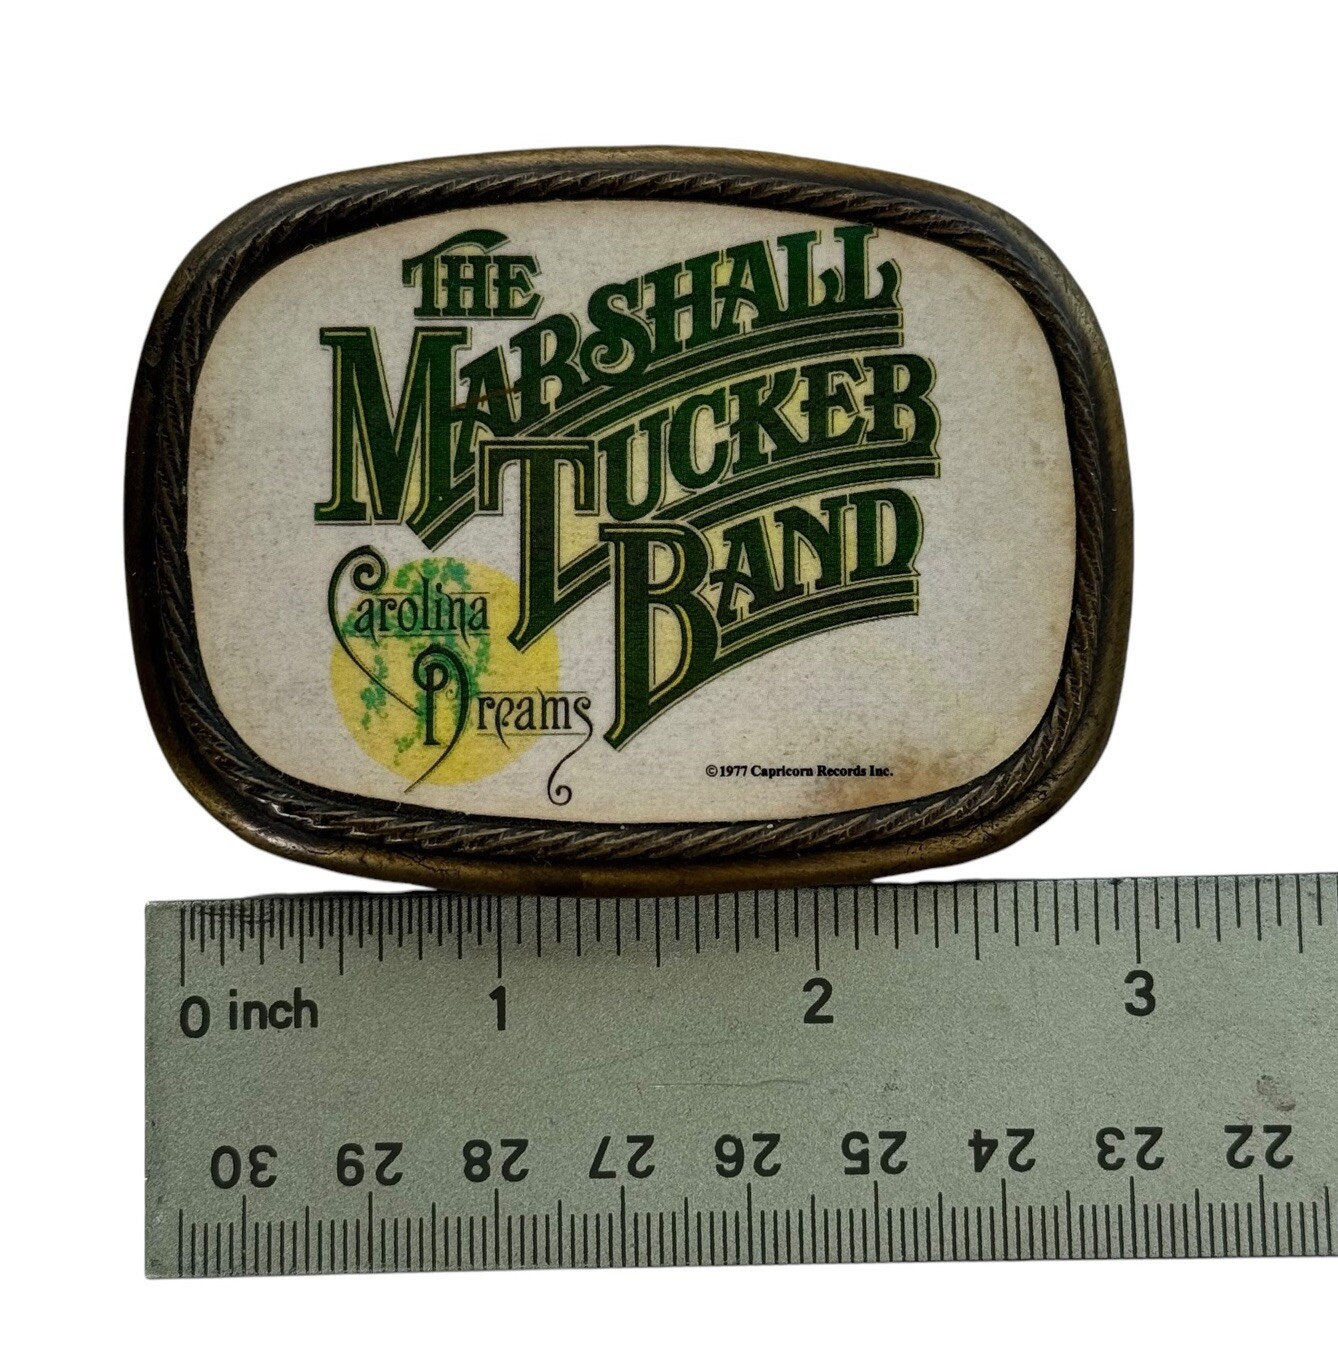 THE
MARSHALL
TUCKER
BAND
Carolina
Dreams
©1977 Capricorn Records Inc.
0 inch 1 2 3
30 29 28 27 26 25 24 23 22